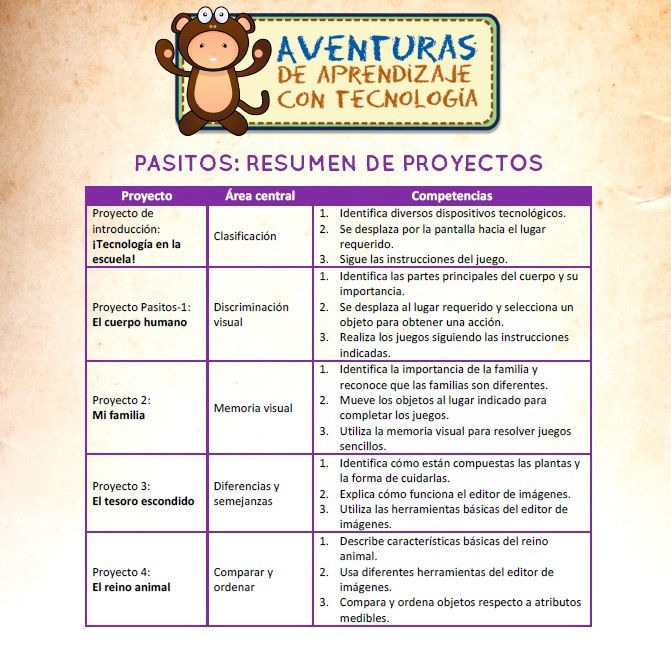 AVENTURAS
DE APRENDIZAJE
CON TECNOLOGÍA
PASITOS: RESUMEN DE PROYECTOS
Proyecto Área central Competencias
Proyecto de
introducción:
¡Tecnología en la
escuela!
Clasificación
1. Identifica diversos dispositivos tecnológicos.
2. Se desplaza por la pantalla hacia el lugar
requerido.
3. Sigue las instrucciones del juego.
Proyecto Pasitos-1:
El cuerpo humano
Discriminación
visual
1. Identifica las partes principales del cuerpo y su
importancia.
2. Se desplaza al lugar requerido y selecciona un
objeto para obtener una acción.
3. Realiza los juegos siguiendo las instrucciones
indicadas.
Proyecto 2:
Mi familia
Memoria visual
1. Identifica la importancia de la familia y
reconoce que las familias son diferentes.
2. Mueve los objetos al lugar indicado para
completar los juegos.
3. Utiliza la memoria visual para resolver juegos
sencillos.
Proyecto 3:
El tesoro escondido
Diferencias y
semejanzas
1. Identifica cómo están compuestas las plantas y
la forma de cuidarlas.
2. Explica cómo funciona el editor de imágenes.
3. Utiliza las herramientas básicas del editor de
imágenes.
Proyecto 4:
El reino animal
Comparar y
ordenar
1. Describe características básicas del reino
animal.
2. Usa diferentes herramientas del editor de
imágenes.
3. Compara y ordena objetos respecto a atributos
medibles.